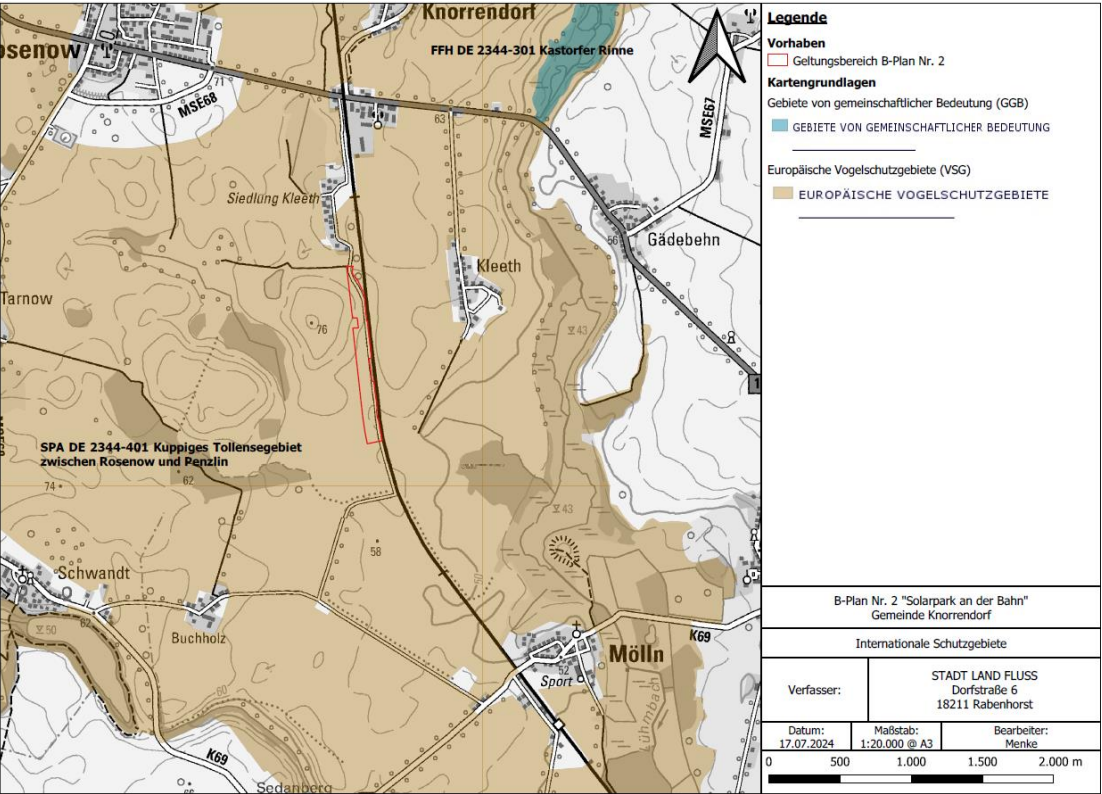 Knorrendorf
osenow
FFH DE 2344-301 Kastorfer Rinne
71
MSE68
63
MSE67
Siedlung Kleeth
56
Gädebehn
Kleeth
Tarnow
76
43
1
SPA DE 2344-401 Kuppiges Tollensegebiet
zwischen Rosenow und Penzlin
62
74
43
58
60
Schwandt
62
50
Buchholz
K69
Mölln
52
Sport
60
K69
Sedanberg
Legende
Vorhaben
Geltungsbereich B-Plan Nr. 2
Kartengrundlagen
Gebiete von gemeinschaftlicher Bedeutung (GGB)
GEBIETE VON GEMEINSCHAFTLICHER BEDEUTUNG
Europäische Vogelschutzgebiete (VSG)
EUROPÄISCHE VOGELSCHUTZGEBIETE
B-Plan Nr. 2 "Solarpark an der Bahn"
Gemeinde Knorrendorf
Internationale Schutzgebiete
Verfasser:
STADT LAND FLUSS
Dorfstraße 6
18211 Rabenhorst
Datum:
17.07.2024
Maßstab:
1:20.000 @ A3
Bearbeiter:
Menke
0 500 1.000 1.500 2.000 m